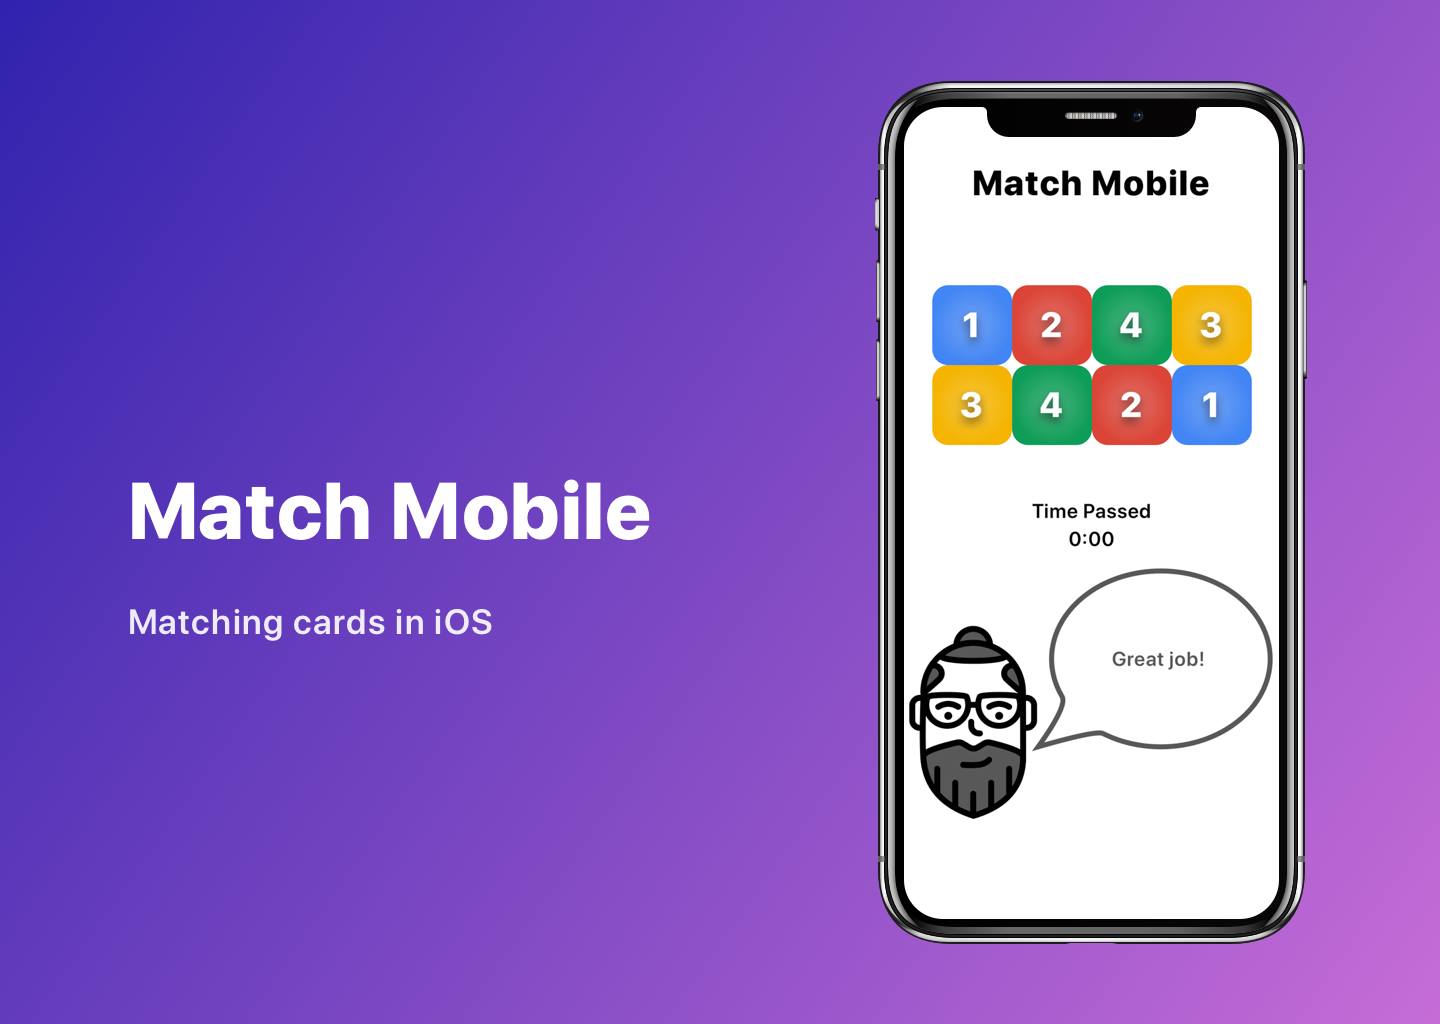 Match Mobile
Matching cards in iOS
Match Mobile
1 2 4 3
3 4 2 1
Time Passed
0:00
Great job!